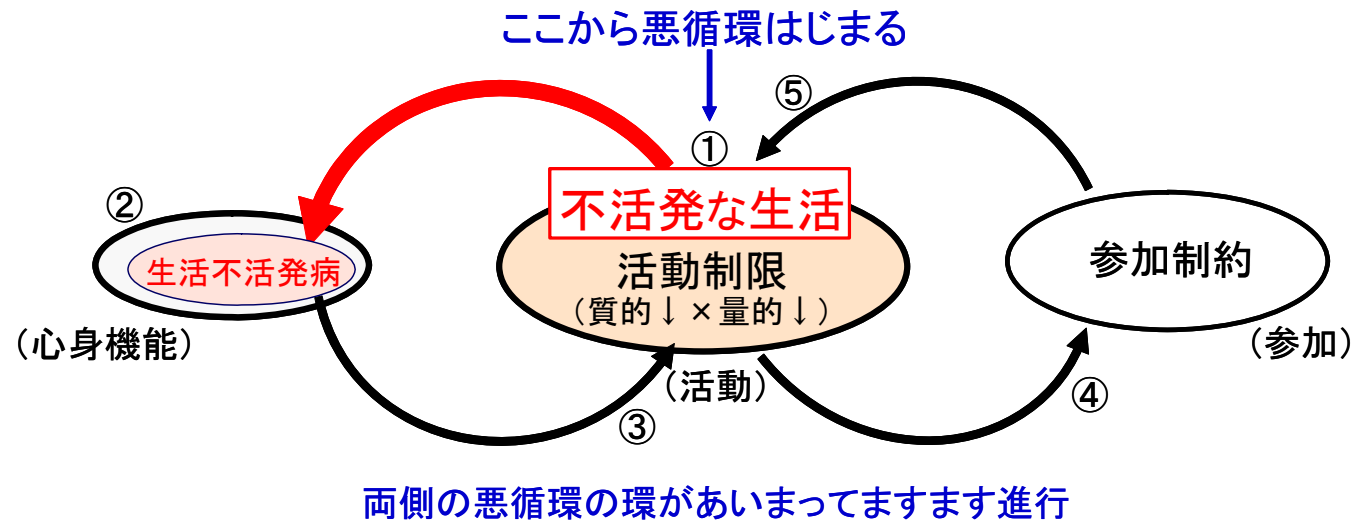 ここから悪循環はじまる
⑤
①
②
不活発な生活
生活不活発病
活動制限
(質的↓×量的↓)
参加制約
(心身機能)
(活動)
(参加)
③
④
両側の悪循環の環があいまってますます進行